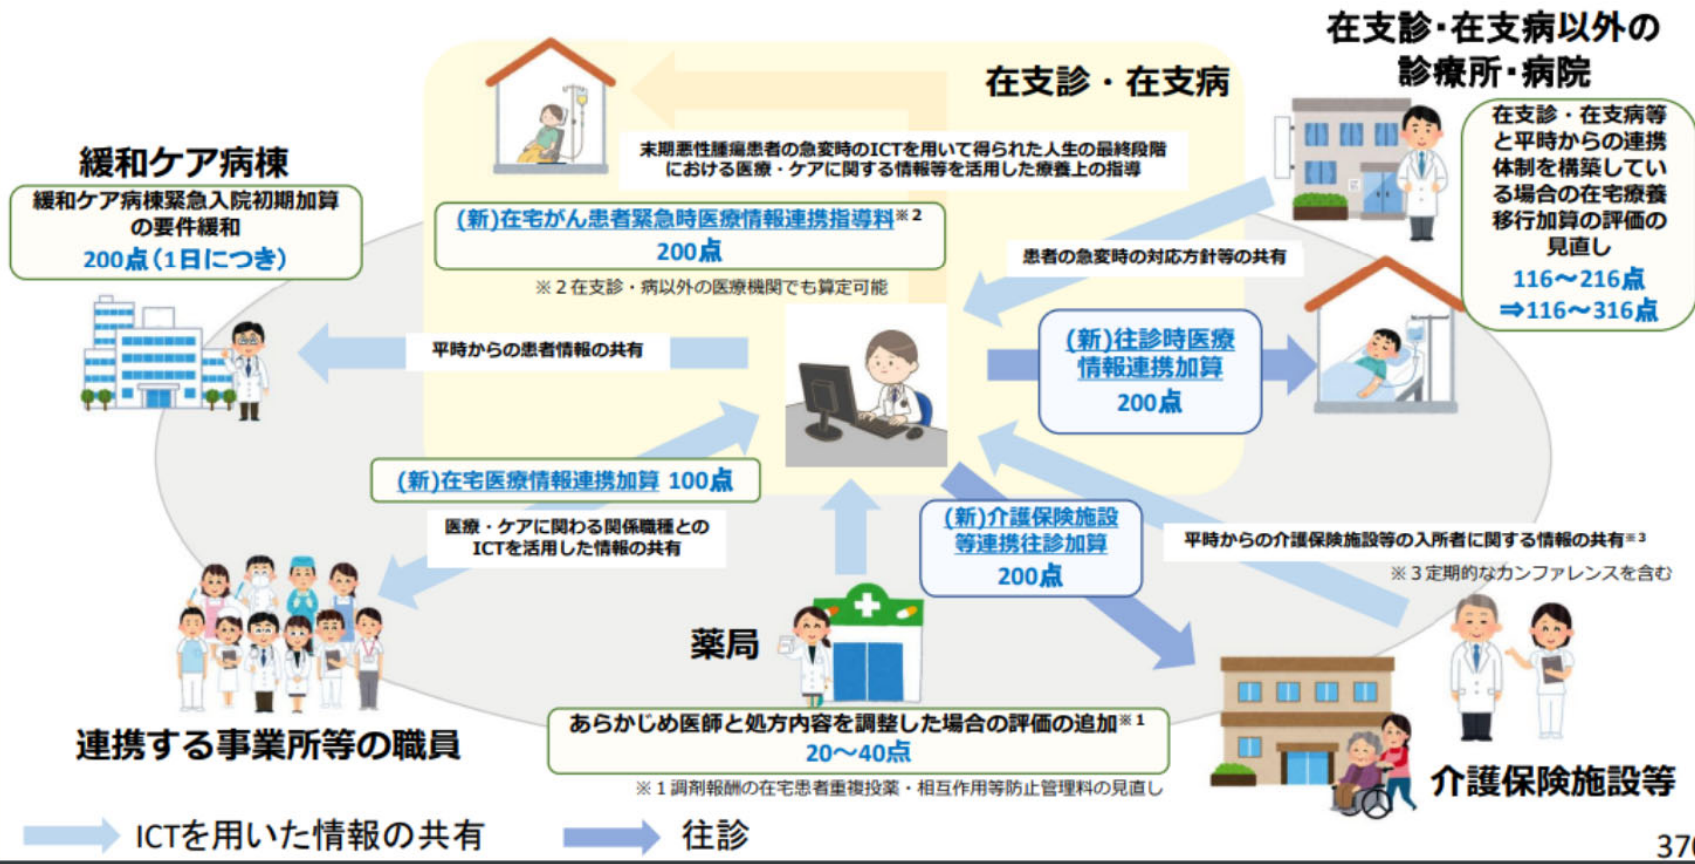 在支診・在支病以外の
診療所・病院
在支診・在支病
在支診・在支病等
と平時からの連携
体制を構築してい
る場合の在宅療養
移行加算の評価の
見直し
116～216点
⇒116～316点
末期悪性腫瘍患者の急変時のICTを用いて得られた人生の最終段階
における医療・ケアに関する情報等を活用した療養上の指導
緩和ケア病棟
緩和ケア病棟緊急入院初期加算
の要件緩和
200点（1日につき）
(新)在宅がん患者緊急時医療情報連携指導料※2
200点
※２在支診・病以外の医療機関でも算定可能
患者の急変時の対応方針等の共有
平時からの患者情報の共有
(新)往診時医療
情報連携加算
200点
(新)在宅医療情報連携加算 100点
医療・ケアに関わる関係職種との
ICTを活用した情報の共有
(新)介護保険施設
等連携往診加算
200点
平時からの介護保険施設等の入所者に関する情報の共有※3
※３定期的なカンファレンスを含む
薬局
あらかじめ医師と処方内容を調整した場合の評価の追加※1
20～40点
※１調剤報酬の在宅患者重複投薬・相互作用等防止管理料の見直し
連携する事業所等の職員
介護保険施設等
ICTを用いた情報の共有
往診